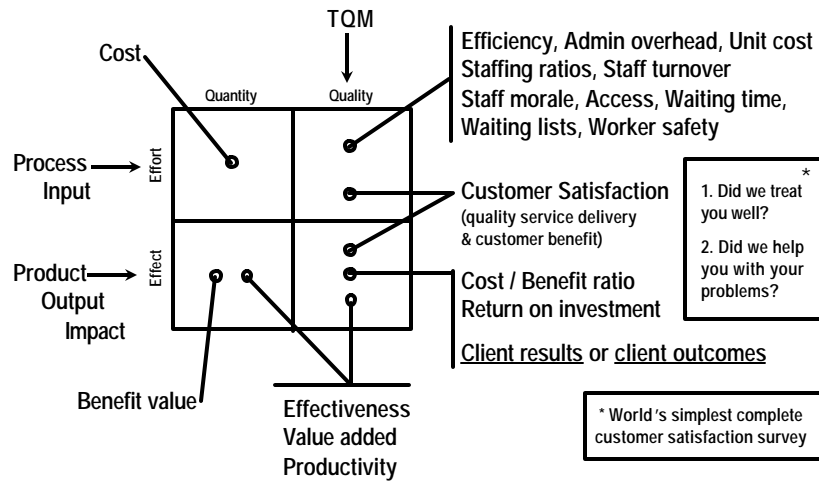 TQM
Cost
Efficiency, Admin overhead, Unit cost
Staffing ratios, Staff turnover
Staff morale, Access, Waiting time,
Waiting lists, Worker safety
Quantity
Quality
Process
Input
Effort
Customer Satisfaction
(quality service delivery
& customer benefit)
*
1. Did we treat
you well?
2. Did we help
you with your
problems?
Product
Output
Impact
Effect
Cost / Benefit ratio
Return on investment
Client results or client outcomes
Benefit value
Effectiveness
Value added
Productivity
* World's simplest complete
customer satisfaction survey